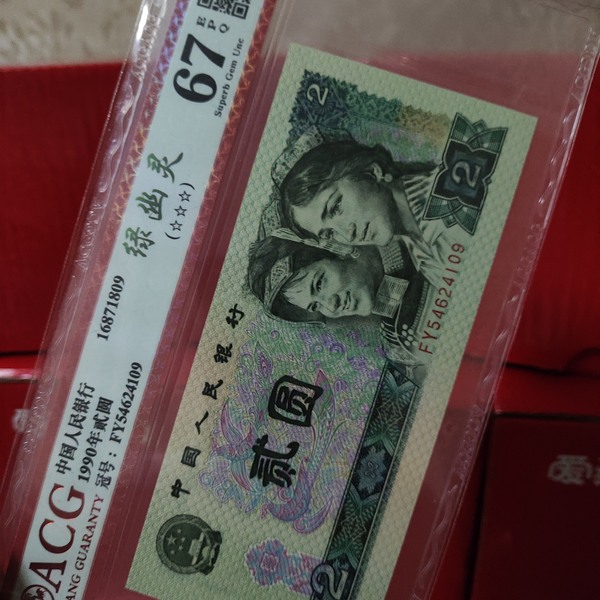 ACG
ANG GUARANTY
中国人民银行
1990年贰圆
冠号：FY54624109
16871809
绿幽灵
(☆☆☆)
67
EPQ
Superb Gem Unc
中国人民银行
贰圆
FY54624109
2
2
2
爱